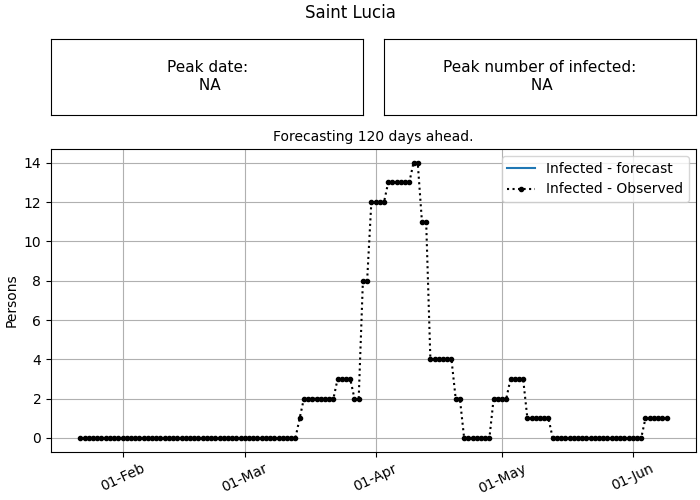 Saint Lucia
Peak date:
NA
Peak number of infected:
NA
Forecasting 120 days ahead.
Infected - forecast
Infected - Observed
Persons
14
12
10
8
6
4
2
0
01-Feb
01-Mar
01-Apr
01-May
01-Jun